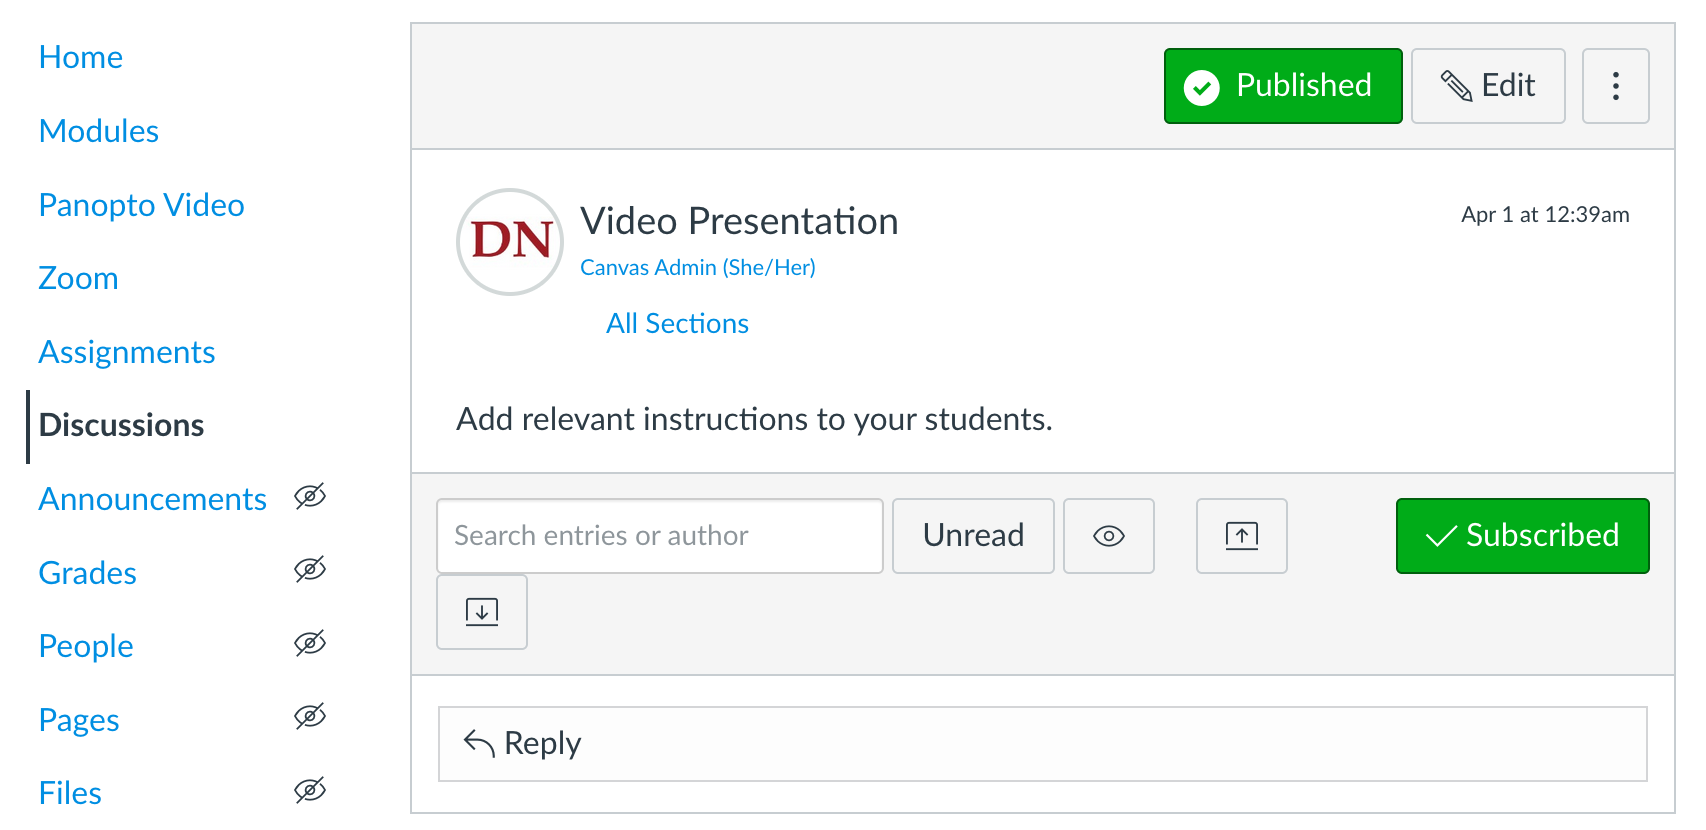 Home
Modules
Panopto Video
Zoom
Assignments
Discussions
Announcements
Grades
People
Pages
Files
Published
Edit
DN
Video Presentation
Apr 1 at 12:39am
Canvas Admin (She/Her)
All Sections
Add relevant instructions to your students.
Search entries or author
Unread
Subscribed
Reply